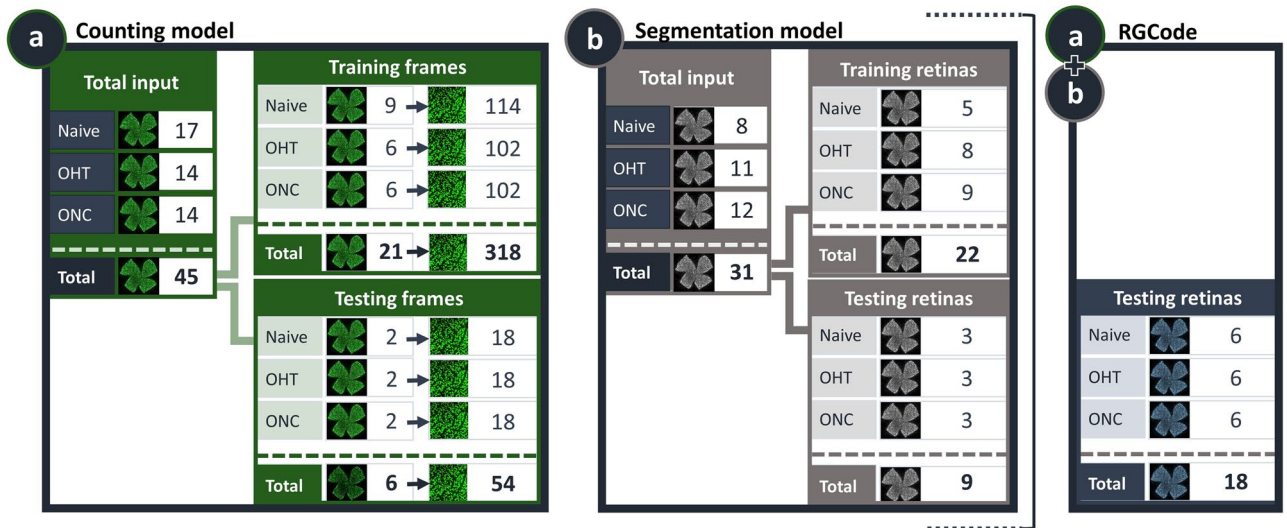 a Counting model
Total input
Naive 17
OHT 14
ONC 14
Total 45
Training frames
Naive 9 114
OHT 6 102
ONC 6 102
Total 21 318
Testing frames
Naive 2 18
OHT 2 18
ONC 2 18
Total 6 54
b Segmentation model
Total input
Naive 8
OHT 11
ONC 12
Total 31
Training retinas
Naive 5
OHT 8
ONC 9
Total 22
Testing retinas
Naive 3
OHT 3
ONC 3
Total 9
a + b RGCode
Testing retinas
Naive 6
OHT 6
ONC 6
Total 18